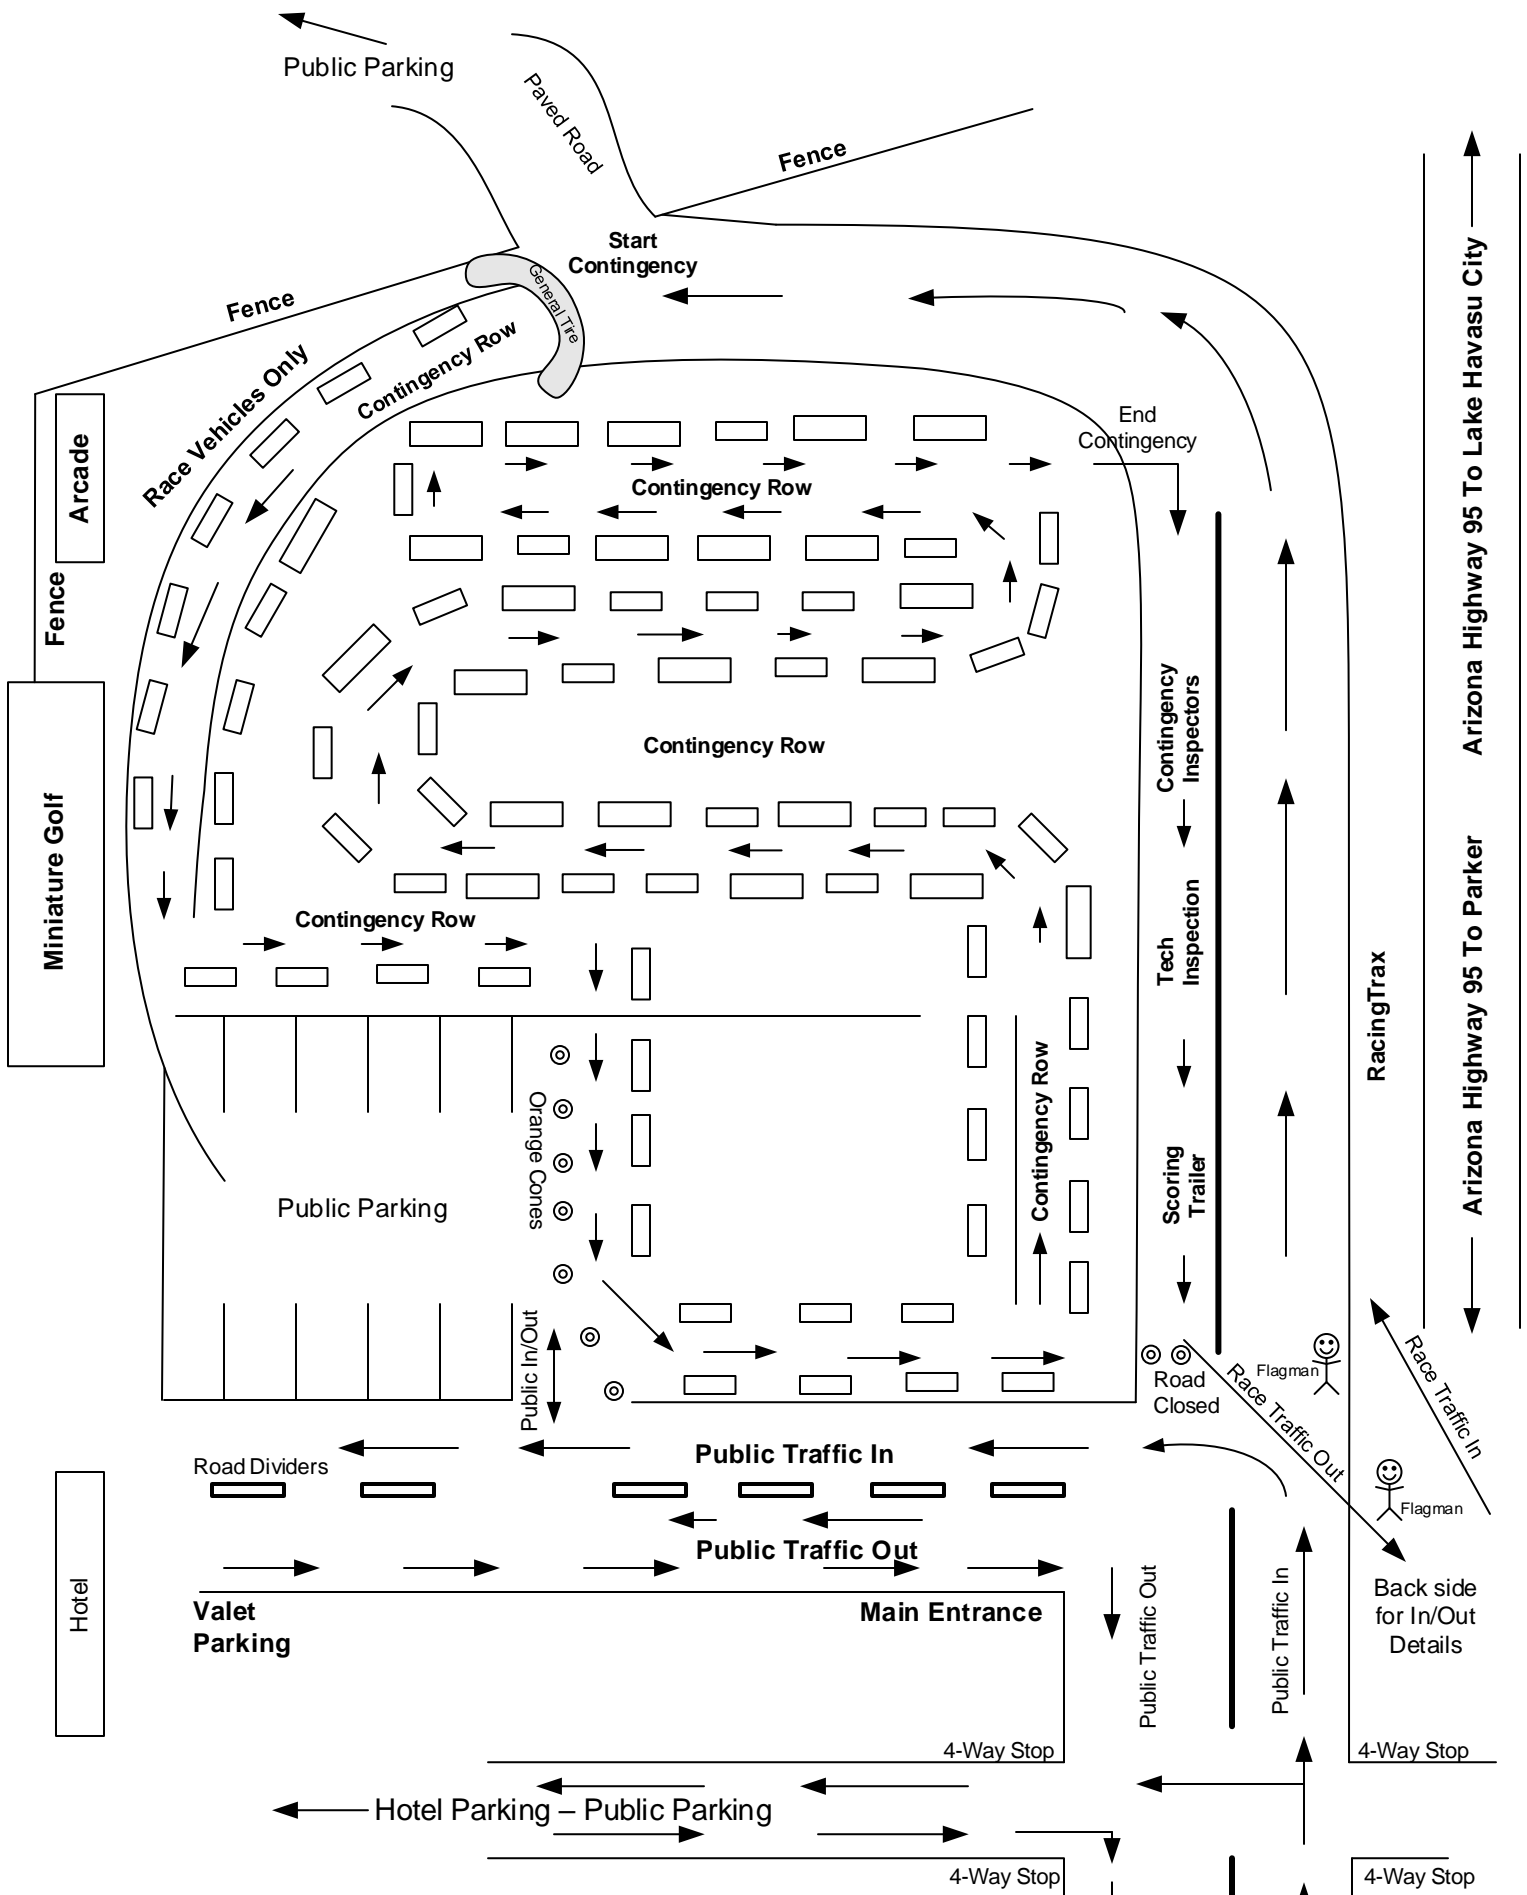 Public Parking
Paved Road
Fence
Start
Contingency
General Tire
Fence
Contingency Row
Race Vehicles Only
Arcade
Fence
Miniature Golf
End
Contingency
Contingency Row
Contingency Row
Contingency Row
Contingency
Inspectors
Tech
Inspection
Scoring
Trailer
Contingency Row
RacingTrax
Arizona Highway 95 To Lake Havasu City
Arizona Highway 95 To Parker
Orange Cones
Public Parking
Public In/Out
Road
Closed
Flagman
Race Traffic In
Race Traffic Out
Flagman
Public Traffic In
Road Dividers
Public Traffic Out
Hotel
Valet
Parking
Main Entrance
Public Traffic Out
Public Traffic In
Back side
for In/Out
Details
4-Way Stop
4-Way Stop
Hotel Parking – Public Parking
4-Way Stop
4-Way Stop